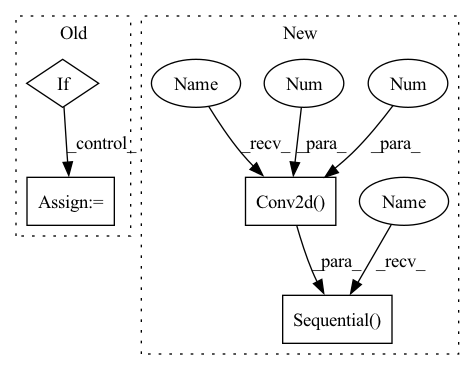 Old
New
If
Name
Num
Num
_control_
_recv_
_para_
_para_
Assign:=
Conv2d()
Name
_para_
_recv_
Sequential()